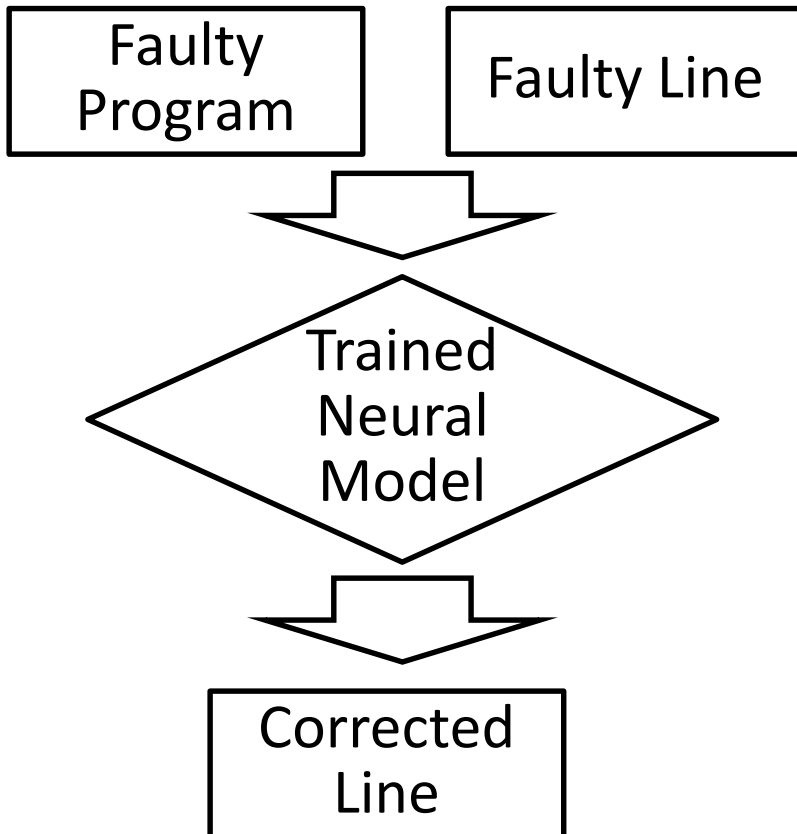 Faulty
Program
Faulty Line
Trained
Neural
Model
Corrected
Line